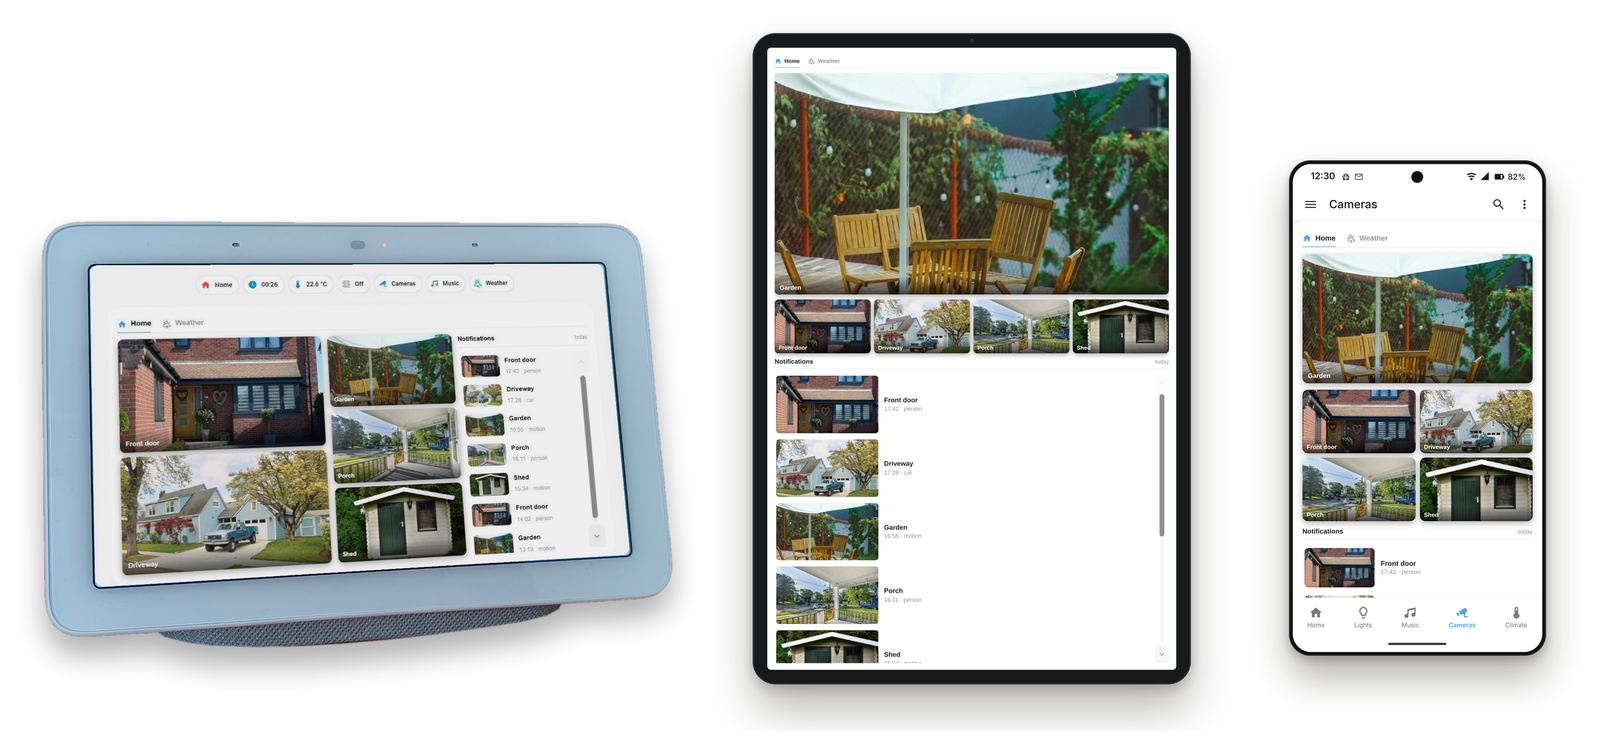 Home
00:26
22.6 °C
Off
Cameras
Music
Weather
Home
Weather
Front door
Driveway
Garden
Porch
Shed
Notifications
today
Front door
17:42 · person
Driveway
17:28 · car
Garden
16:55 · motion
Porch
16:11 · person
Shed
15:34 · motion
Front door
14:02 · person
Garden
13:19 · motion
Home
Weather
Garden
Front door
Driveway
Porch
Shed
Notifications
today
Front door
17:42 · person
Driveway
17:28 · car
Garden
16:55 · motion
Porch
16:11 · person
Shed
12:30
82%
Cameras
Home
Weather
Garden
Front door
Driveway
Porch
Shed
Notifications
today
Front door
17:42 · person
Home
Lights
Music
Cameras
Climate